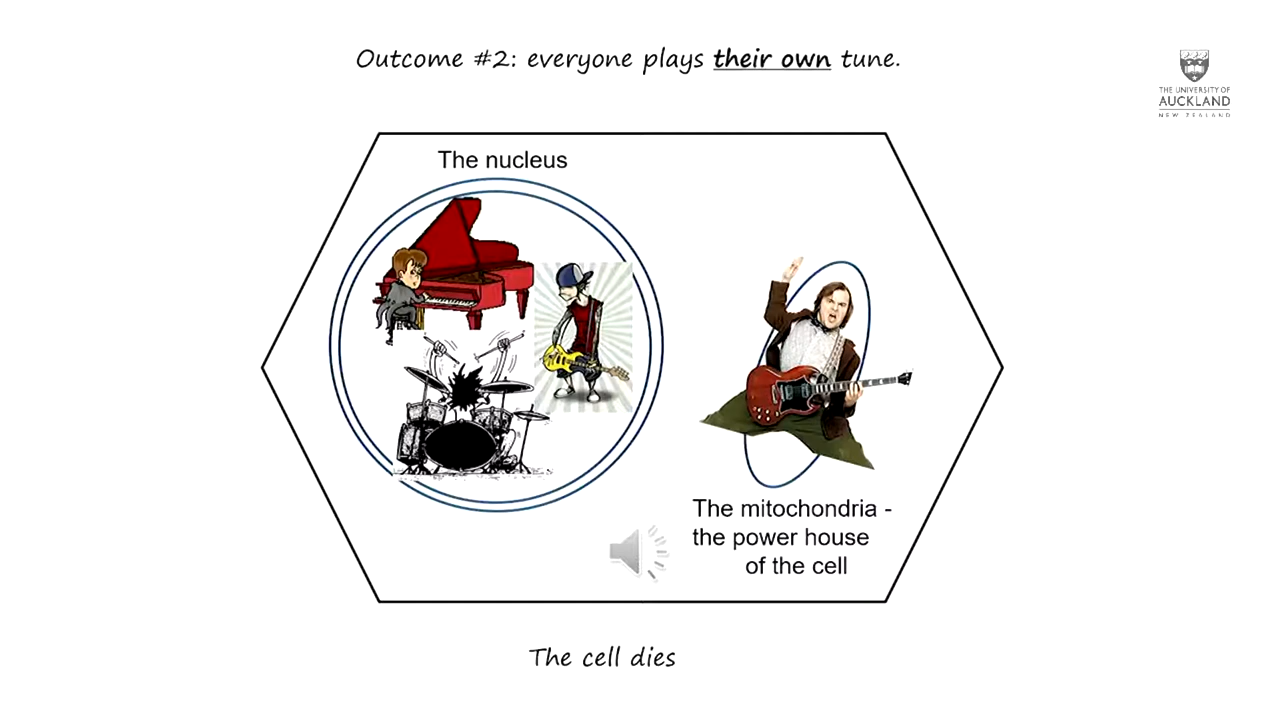 Outcome #2: everyone plays their own tune.
THE UNIVERSITY OF
AUCKLAND
NEW ZEALAND
The nucleus
The mitochondria -
the power house
of the cell
The cell dies